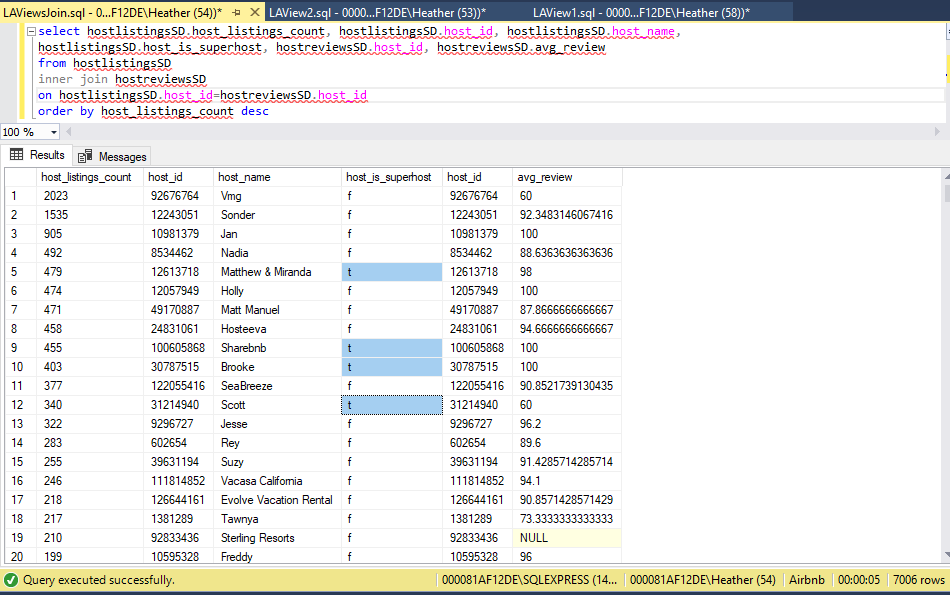 LAViewsJoin.sql - 0...F12DE\Heather (54))* LAView2.sql - 0000...F12DE\Heather (53))* LAView1.sql - 0000...F12DE\Heather (58))*
select hostlistingsSD.host_listings_count, hostlistingsSD.host_id, hostlistingsSD.host_name,
hostlistingsSD.host_is_superhost, hostreviewsSD.host_id, hostreviewsSD.avg_review
from hostlistingsSD
inner join hostreviewsSD
on hostlistingsSD.host_id=hostreviewsSD.host_id
order by host_listings_count desc
100 %
Results Messages
host_listings_count host_id host_name host_is_superhost host_id avg_review
1 2023 92676764 Vmg f 92676764 60
2 1535 12243051 Sonder f 12243051 92.3483146067416
3 905 10981379 Jan f 10981379 100
4 492 8534462 Nadia f 8534462 88.6363636363636
5 479 12613718 Matthew & Miranda t 12613718 98
6 474 12057949 Holly f 12057949 100
7 471 49170887 Matt Manuel f 49170887 87.8666666666667
8 458 24831061 Hosteeva f 24831061 94.6666666666667
9 455 100605868 Sharebnb t 100605868 100
10 403 30787515 Brooke t 30787515 100
11 377 122055416 SeaBreeze f 122055416 90.8521739130435
12 340 31214940 Scott t 31214940 60
13 322 9296727 Jesse f 9296727 96.2
14 283 602654 Rey f 602654 89.6
15 255 39631194 Suzy f 39631194 91.4285714285714
16 246 111814852 Vacasa California f 111814852 94.1
17 218 126644161 Evolve Vacation Rental f 126644161 90.8571428571429
18 217 1381289 Tawnya f 1381289 73.3333333333333
19 210 92833436 Sterling Resorts f 92833436 NULL
20 199 10595328 Freddy f 10595328 96
Query executed successfully. 000081AF12DE\SQLEXPRESS (14... 000081AF12DE\Heather (54) Airbnb 00:00:05 7006 rows